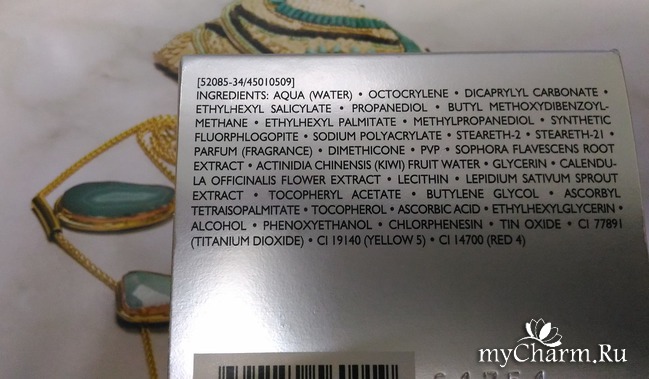 [52085-34/45010509]
INGREDIENTS: AQUA (WATER) • OCTOCRYLENE • DICAPRYLYL CARBONATE •
ETHYLHEXYL SALICYLATE • PROPANEDIOL • BUTYL METHOXYDIBENZOYL-
METHANE • ETHYLHEXYL PALMITATE • METHYLPROPANEDIOL • SYNTHETIC
FLUORPHLOGOPITE • SODIUM POLYACRYLATE • STEARETH-2 • STEARETH-21 •
PARFUM (FRAGRANCE) • DIMETHICONE • PVP • SOPHORA FLAVESCENS ROOT
EXTRACT • ACTINIDIA CHINENSIS (KIWI) FRUIT WATER • GLYCERIN • CALENDU-
LA OFFICINALIS FLOWER EXTRACT • LECITHIN • LEPIDIUM SATIVUM SPROUT
EXTRACT • TOCOPHERYL ACETATE • BUTYLENE GLYCOL • ASCORBYL
TETRAISOPALMITATE • TOCOPHEROL • ASCORBIC ACID • ETHYLHEXYLGLYCERIN •
ALCOHOL • PHENOXYETHANOL • CHLORPHENESIN • TIN OXIDE • CI 77891
(TITANIUM DIOXIDE) • CI 19140 (YELLOW 5) • CI 14700 (RED 4)
myCharm.Ru